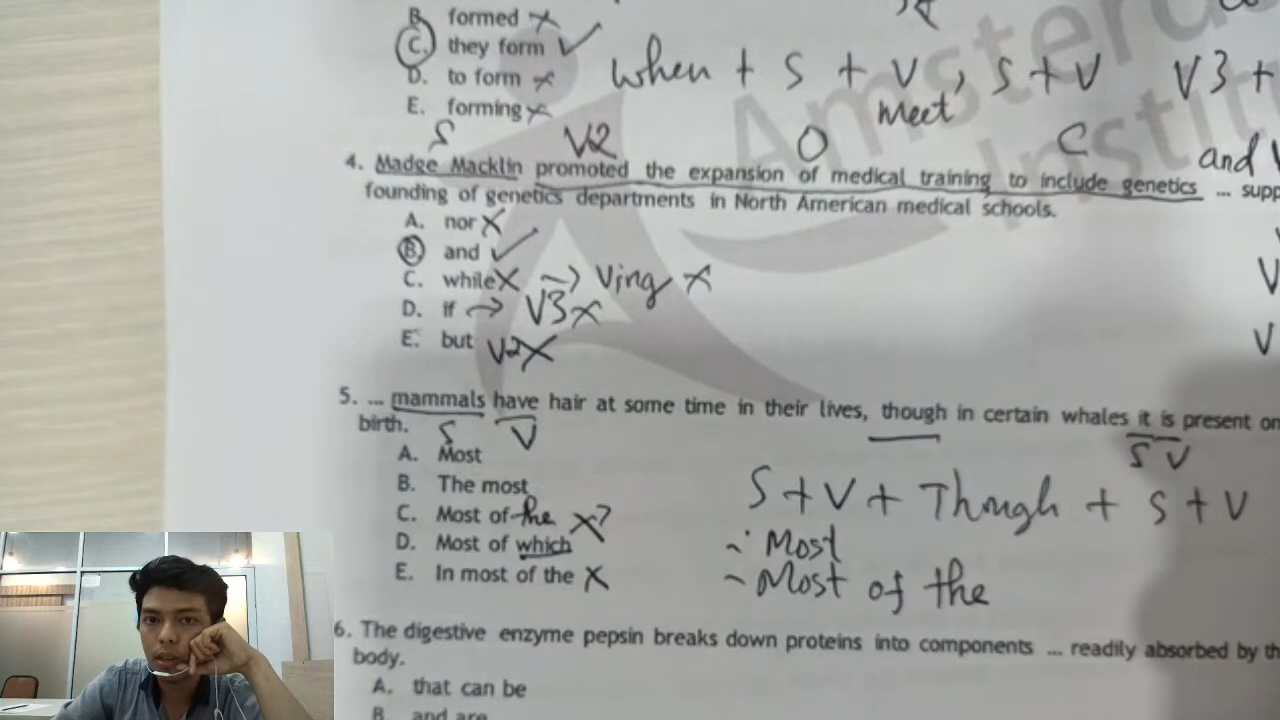 B. formed x
C. they form ✓
D. to form x
E. forming x
when + S + V, S + V V3 +
meet
S V2 O C and
4. Madge Macklin promoted the expansion of medical training to include genetics ... supp
founding of genetics departments in North American medical schools.
A. nor X
B. and ✓
C. while X → Ving x
D. if → V3 x
E. but V2 X
V
V
5. ... mammals have hair at some time in their lives, though in certain whales it is present on
birth.
S V
S V
A. Most
B. The most
C. Most of the X?
D. Most of which
E. In most of the X
S + V + Though + S + V
~ Most
~ Most of the
6. The digestive enzyme pepsin breaks down proteins into components ... readily absorbed by th
body.
A. that can be
B. and are
Amsterd
Instit